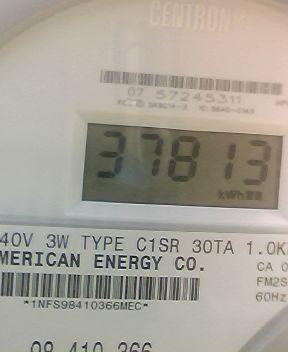 CENTRON
07 57245311
37813
kWh
40V 3W TYPE C1SR 30TA 1.0K
MERICAN ENERGY CO.
CA 0
FM2S
60Hz
*1NFS98410366MEC*
98 410 366